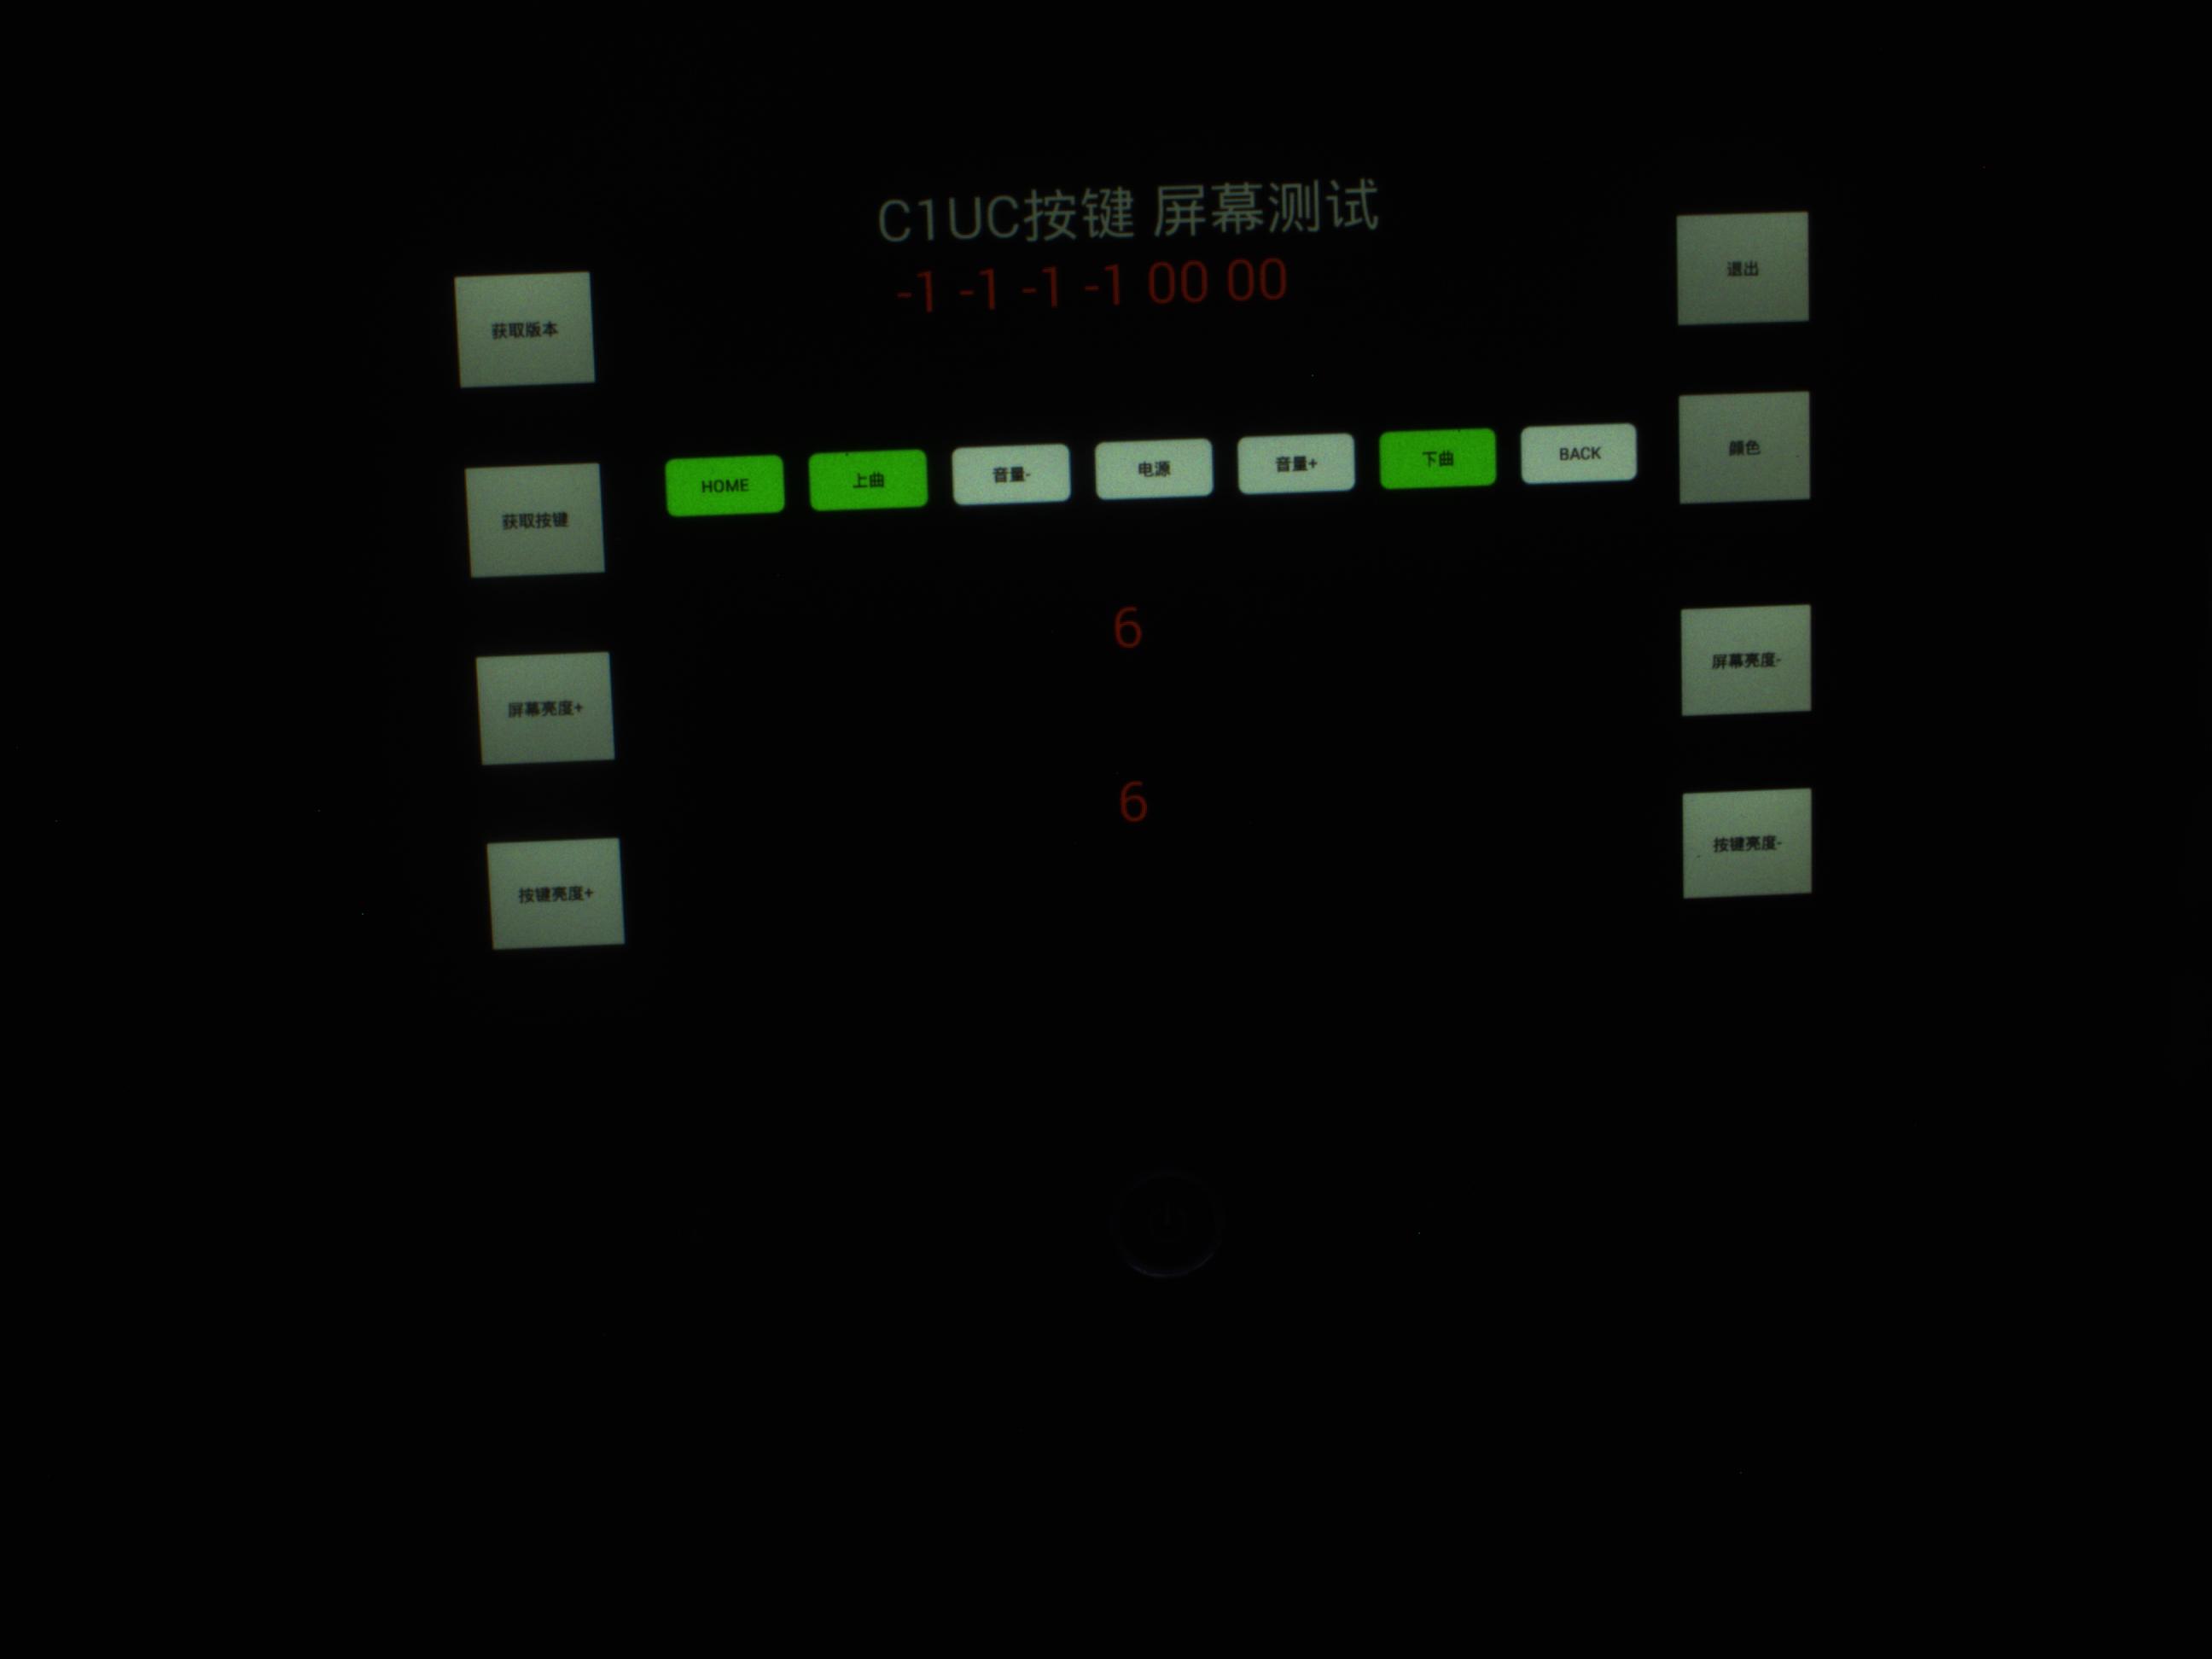 C1UC按键 屏幕测试
-1 -1 -1 -1 00 00
获取版本
退出
HOME
上曲
音量-
电源
音量+
下曲
BACK
颜色
获取按键
6
屏幕亮度+
屏幕亮度-
6
按键亮度+
按键亮度-